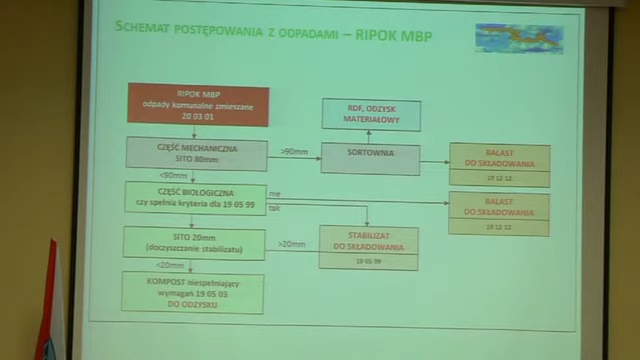 SCHEMAT POSTĘPOWANIA Z ODPADAMI – RIPOK MBP
RIPOK MBP
odpady komunalne zmieszane
20 03 01
RDF, ODZYSK
MATERIAŁOWY
CZĘŚĆ MECHANICZNA
SITO 80mm
>90mm
SORTOWNIA
BALAST
DO SKŁADOWANIA
19 12 12
<90mm
CZĘŚĆ BIOLOGICZNA
czy spełnia kryteria dla 19 05 99
nie
tak
BALAST
DO SKŁADOWANIA
19 12 12
SITO 20mm
(doczyszczanie stabilizatu)
>20mm
STABILIZAT
DO SKŁADOWANIA
19 05 99
<20mm
KOMPOST niespełniający
wymagań 19 05 03
DO ODZYSKU